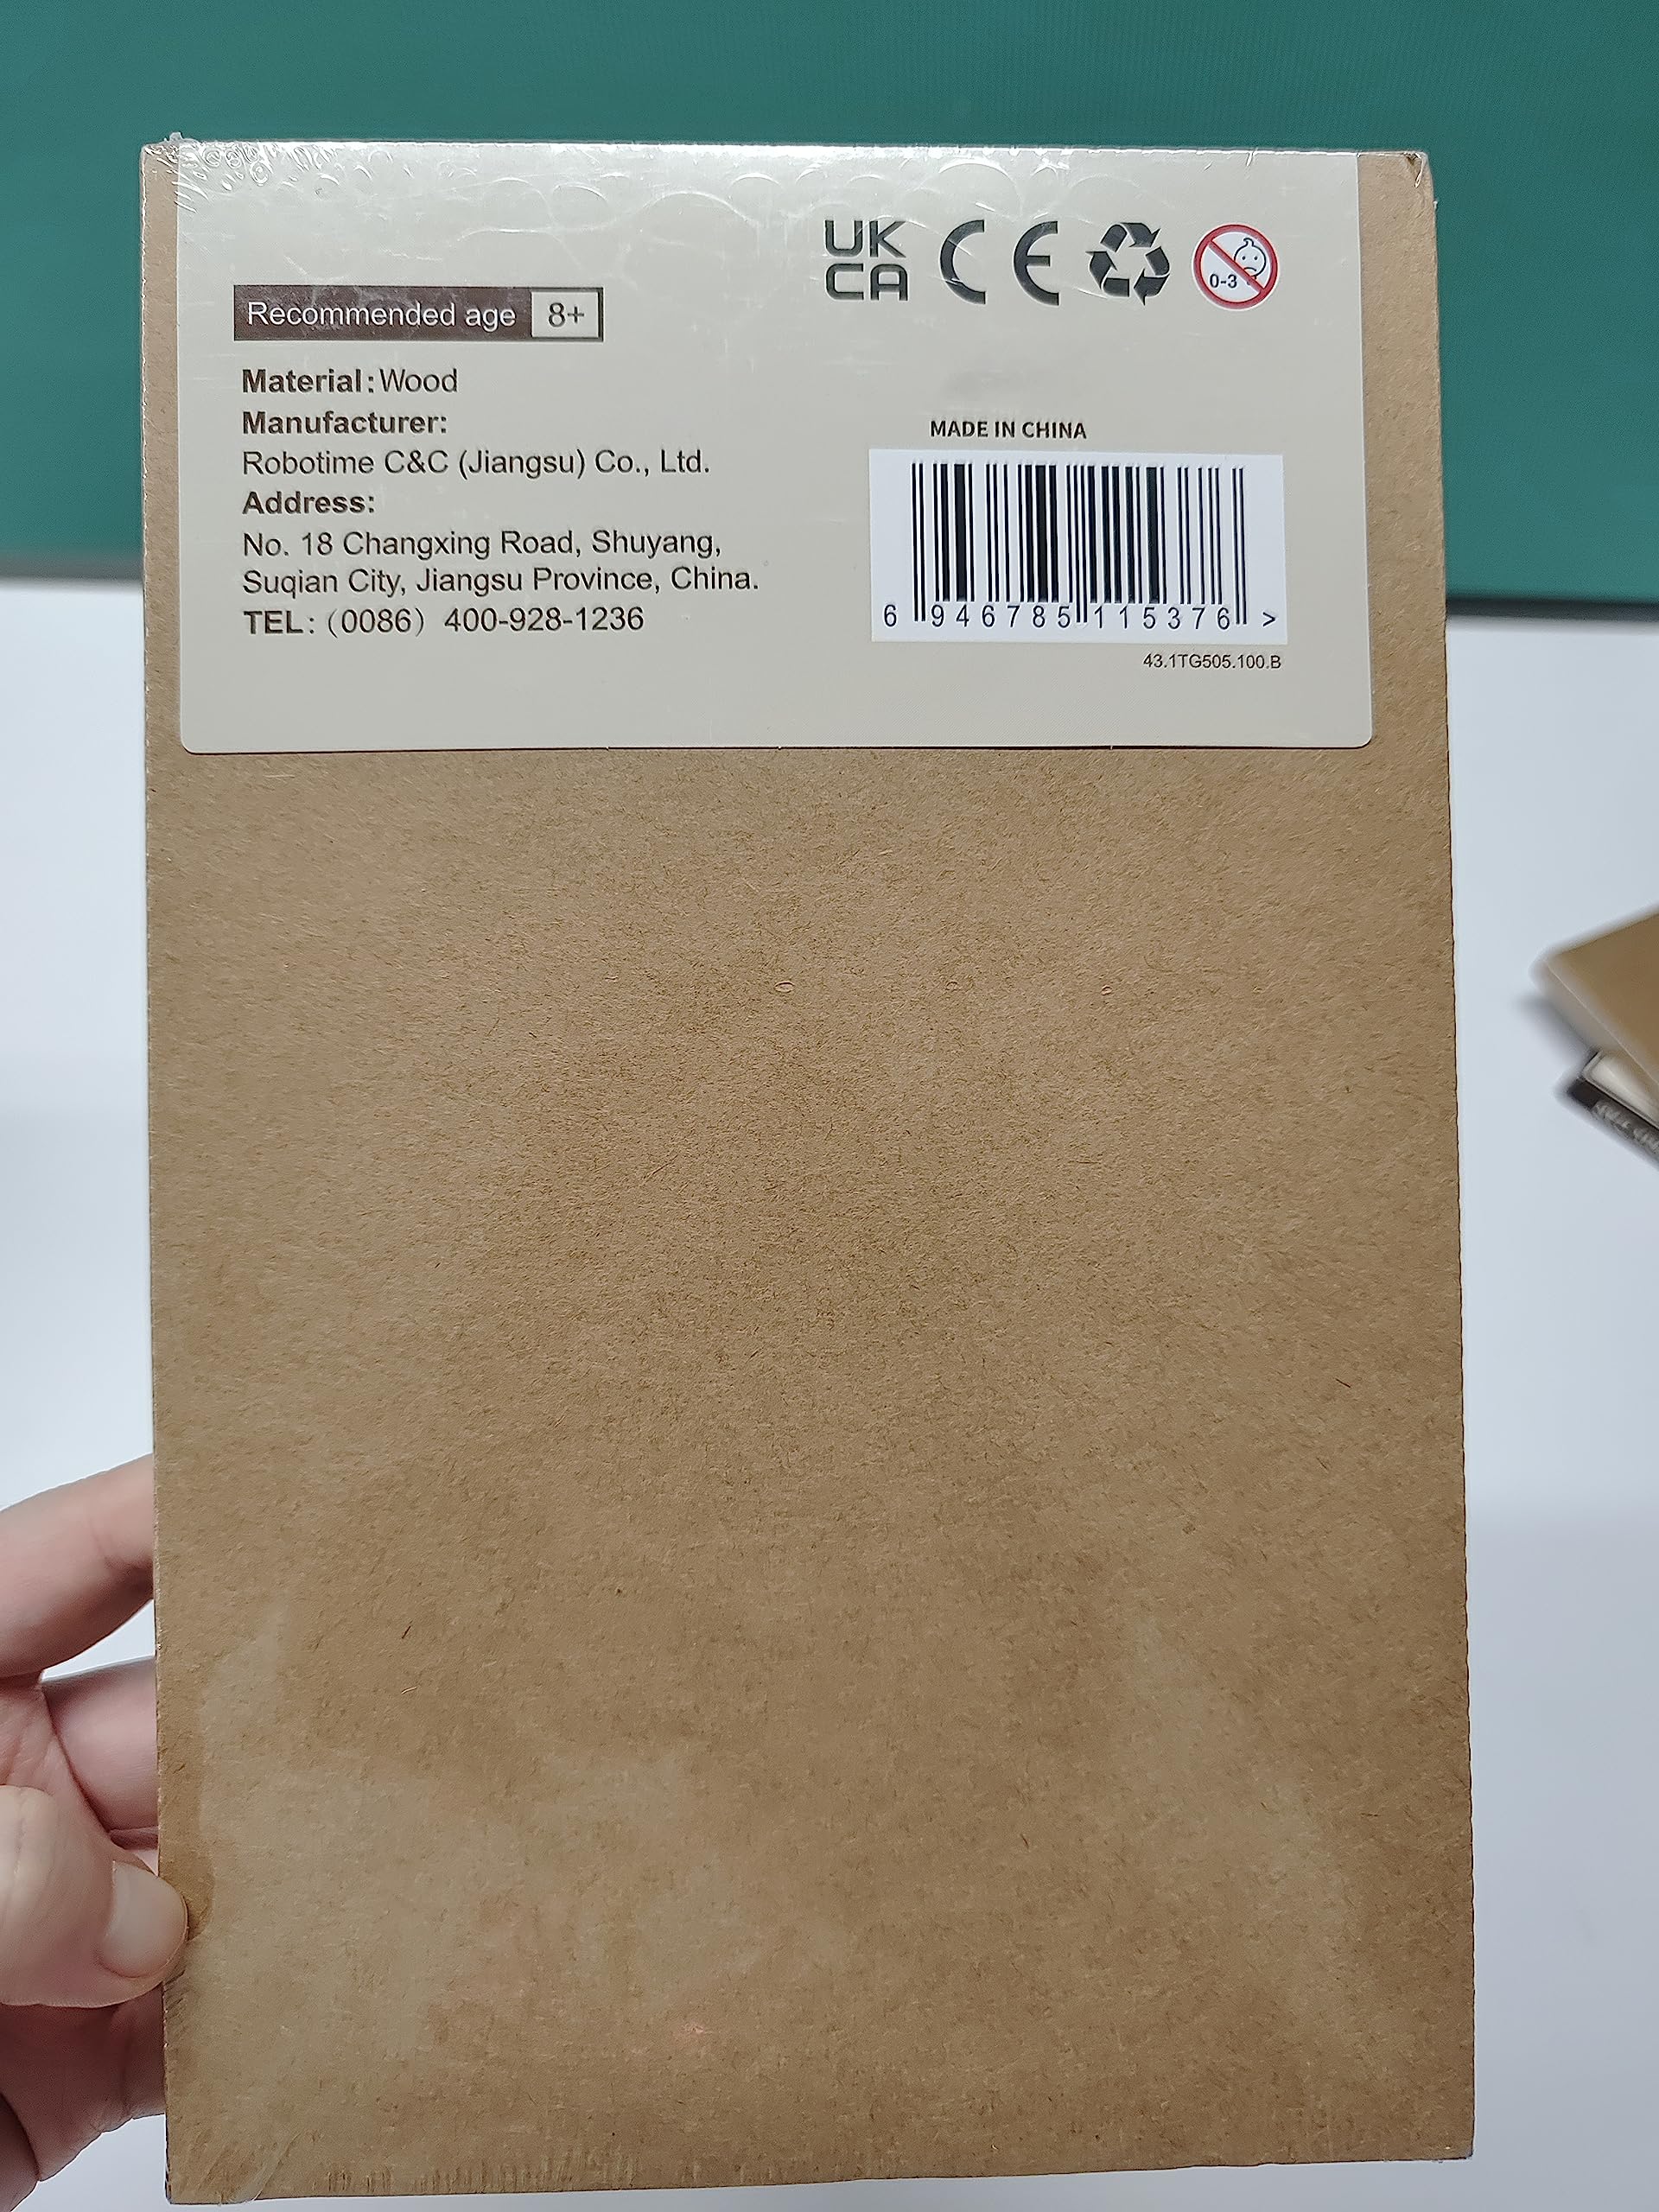 UK
CA
CE
0-3
Recommended age 8+
Material: Wood
Manufacturer:
Robotime C&C (Jiangsu) Co., Ltd.
Address:
No. 18 Changxing Road, Shuyang,
Suqian City, Jiangsu Province, China.
TEL: (0086) 400-928-1236
MADE IN CHINA
6 946785 115376 >
43.1TG505.100.B